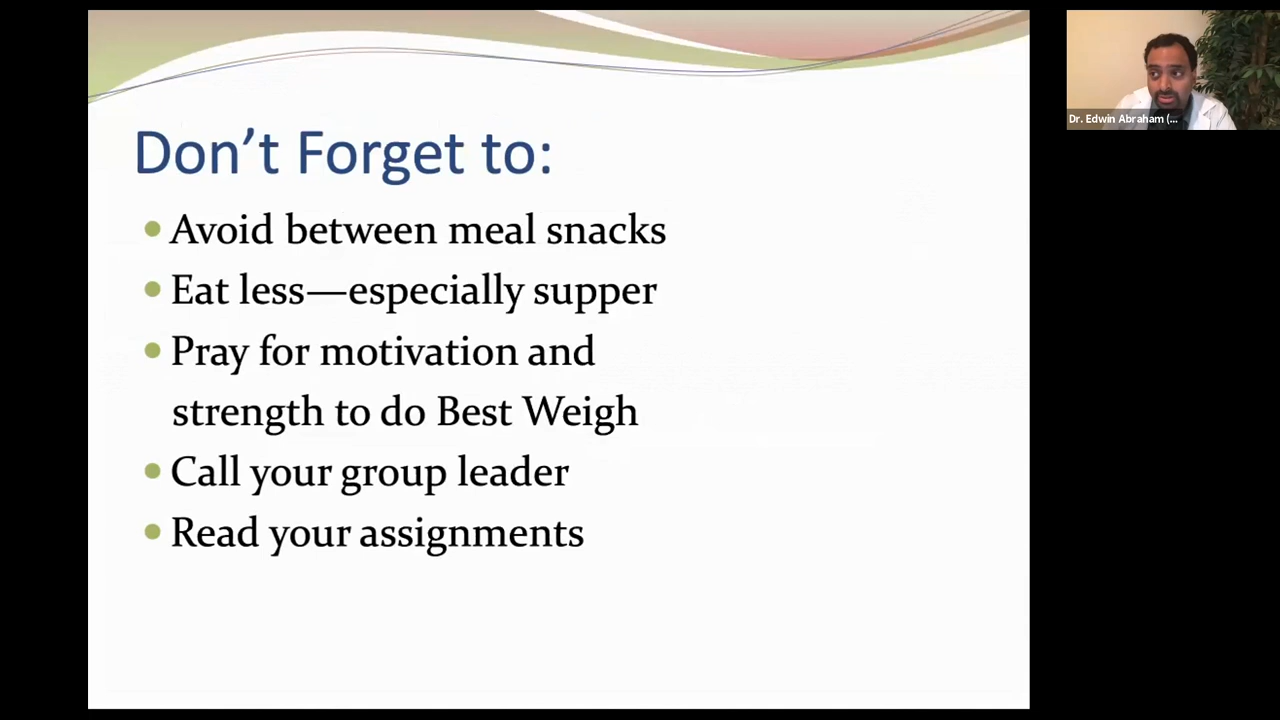 Don't Forget to:
Avoid between meal snacks
Eat less—especially supper
Pray for motivation and
strength to do Best Weigh
Call your group leader
Read your assignments
Dr. Edwin Abraham (...